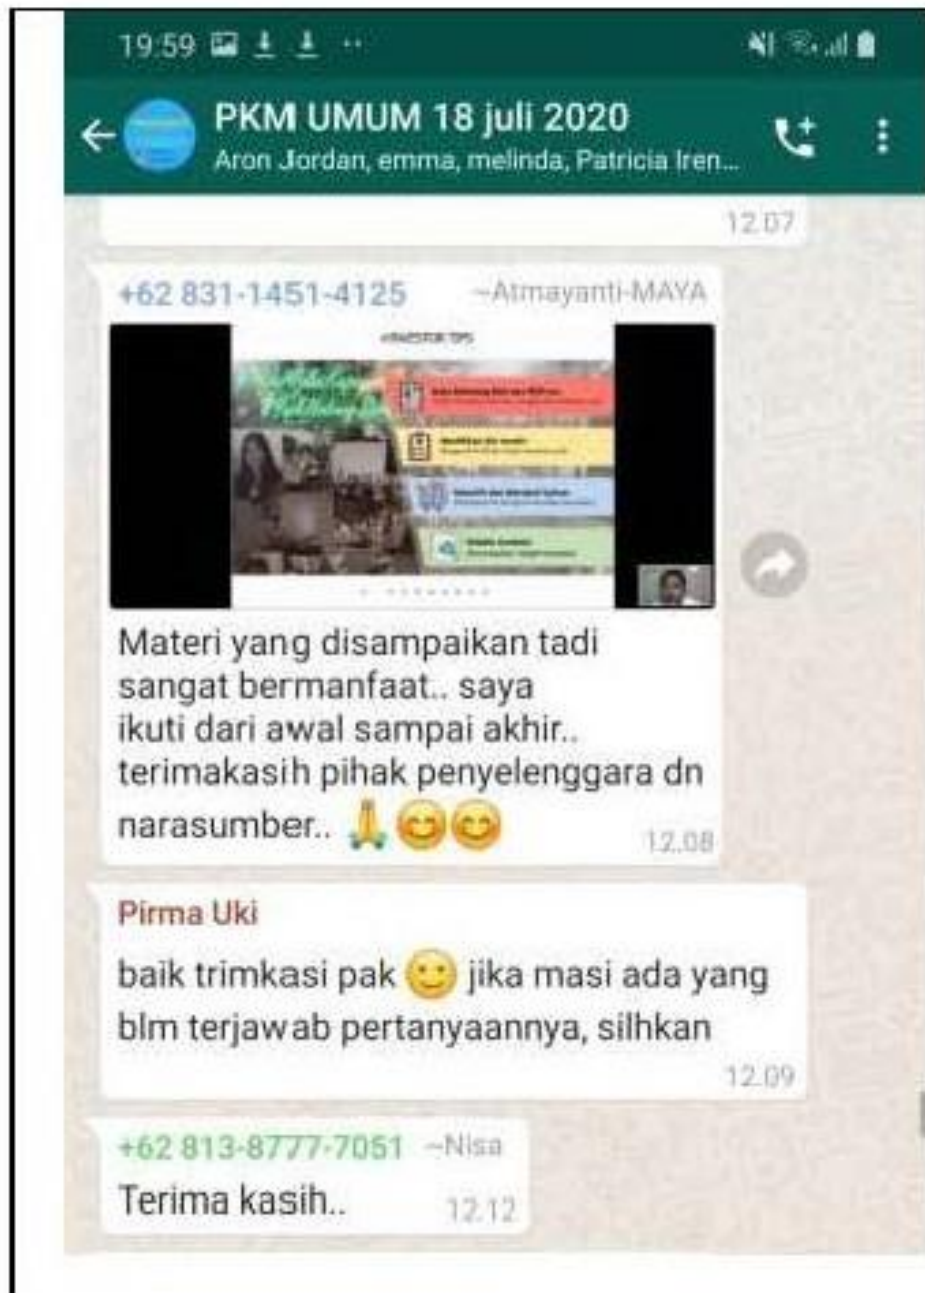 19:59
PKM UMUM 18 juli 2020
Aron Jordan, emma, melinda, Patricia Iren...
12.07
+62 831-1451-4125 ~Atmayanti-MAYA
Materi yang disampaikan tadi
sangat bermanfaat.. saya
ikuti dari awal sampai akhir..
terimakasih pihak penyelenggara dn
narasumber.. 🙏😊😊
12.08
Pirma Uki
baik trimkasi pak 🙂 jika masi ada yang
blm terjawab pertanyaannya, silhkan
12.09
+62 813-8777-7051 ~Nisa
Terima kasih.. 12.12